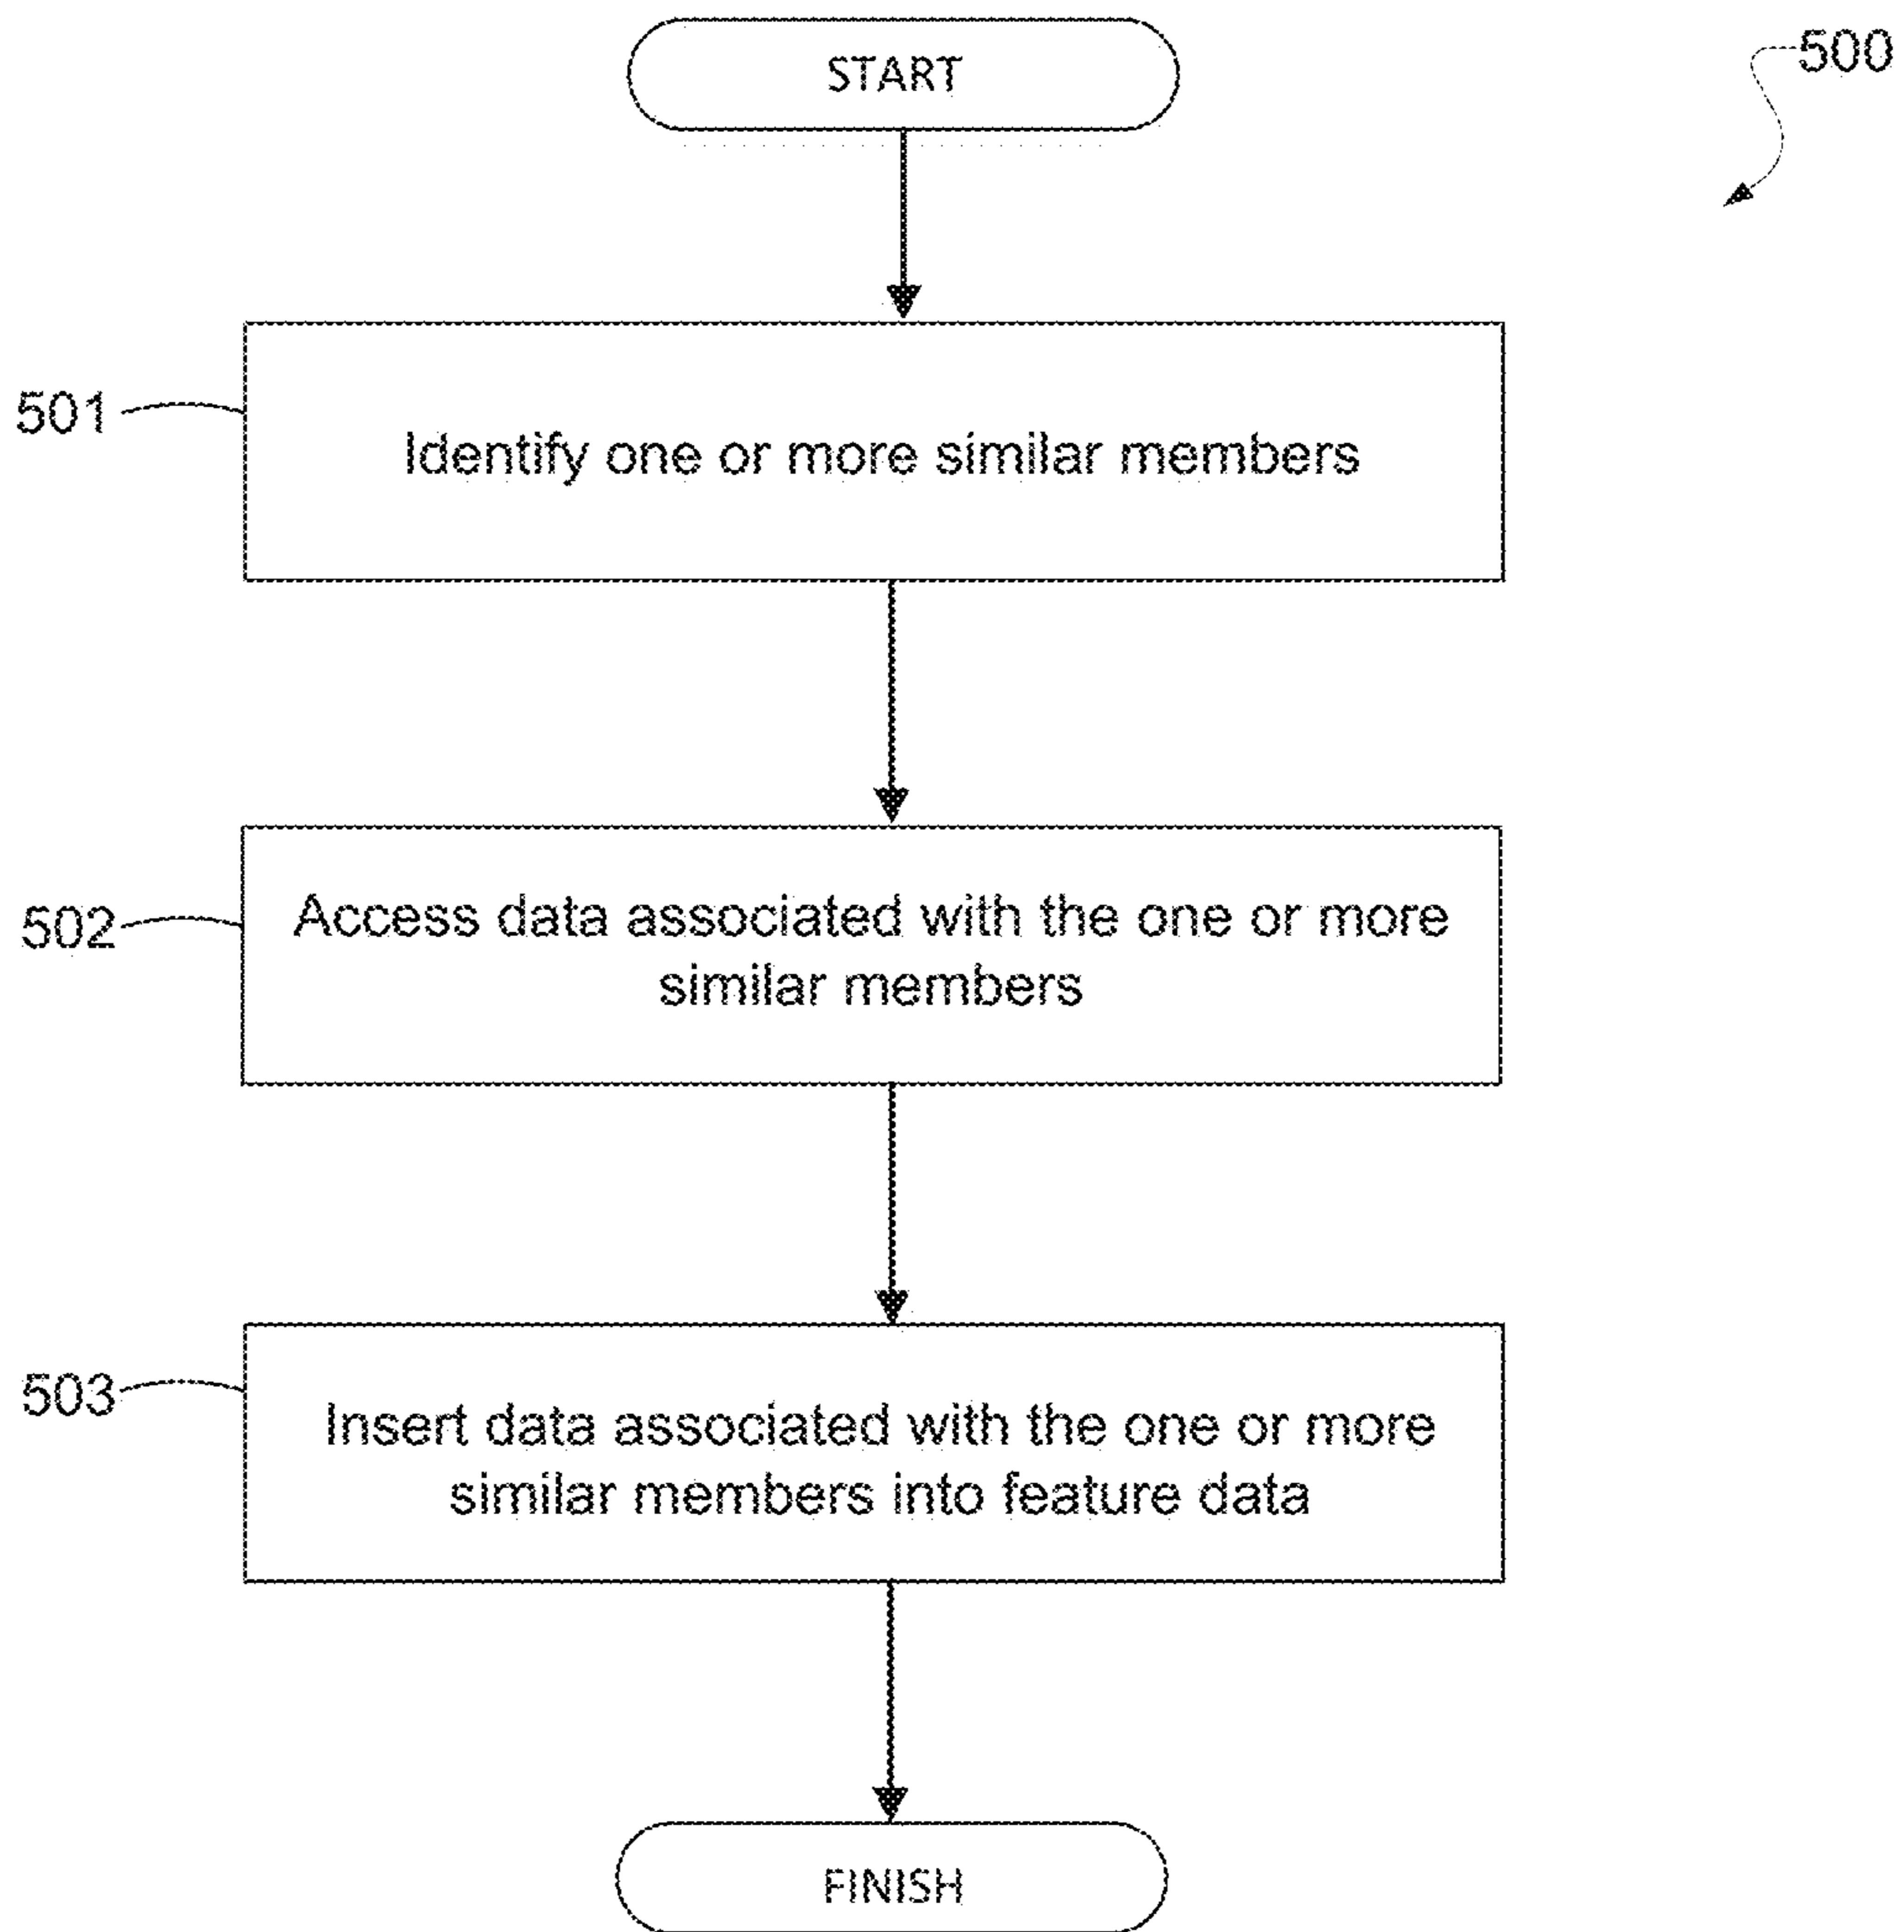 START
500
501
Identify one or more similar members
502
Access data associated with the one or more
similar members
503
Insert data associated with the one or more
similar members into feature data
FINISH